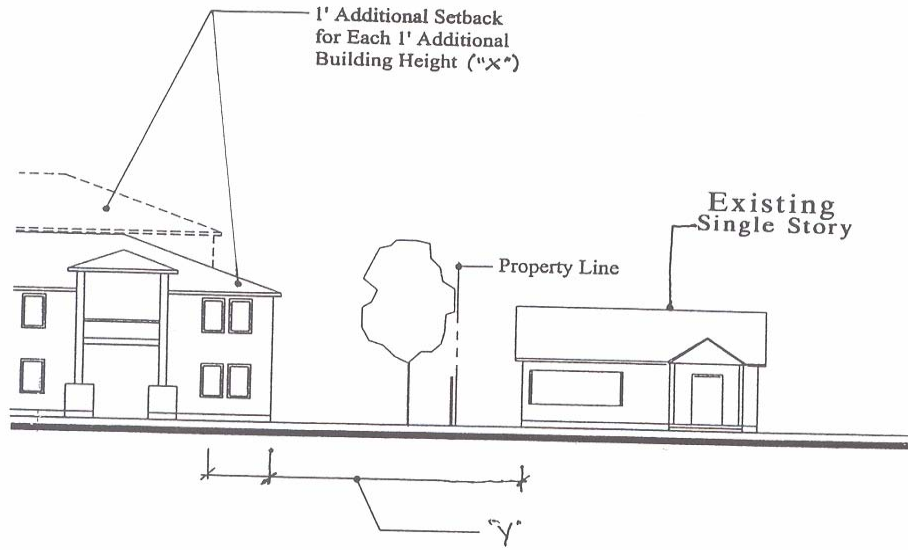 1' Additional Setback
for Each 1' Additional
Building Height ("X")
Existing
Single Story
Property Line
"Y"